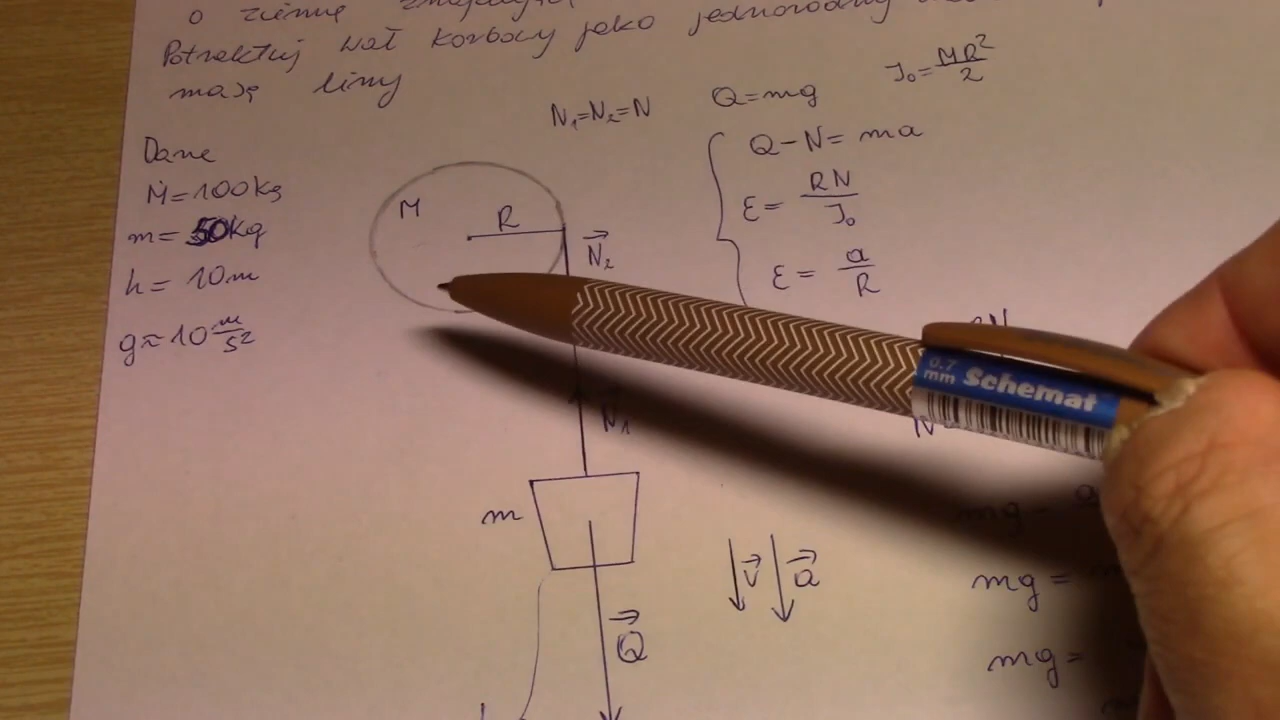 o ziemię
Potraktuj wał korbowy jako jednorodny
masę liny
N₁=N₂=N
Q=mg
J₀=MR²/2
Dane
M=100kg
m=50kg
h=10m
g≈10 m/s²
M
R
N₂
Q-N=ma
ε=RN/J₀
ε=a/R
0.7 mm Schemat
N₁
m
Q
v
a
mg
mg=
mg=